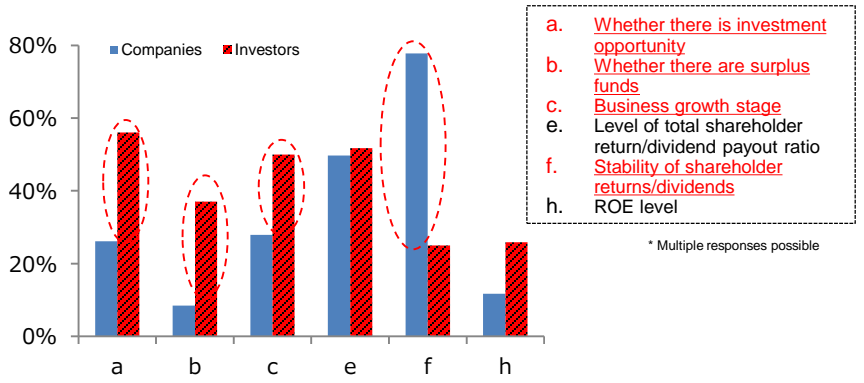 80%
60%
40%
20%
0%
Companies Investors
a b c e f h
a. Whether there is investment
opportunity
b. Whether there are surplus
funds
c. Business growth stage
e. Level of total shareholder
return/dividend payout ratio
f. Stability of shareholder
returns/dividends
h. ROE level
* Multiple responses possible